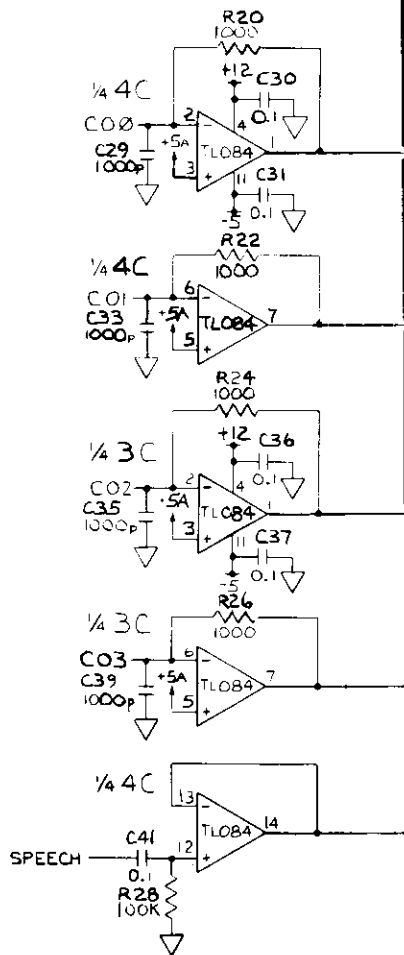 R20
1000
+12
C30
0.1
¼ 4C
C00
2
-
4
1
C29
1000p
+5A
TL084
3
+
11
C31
0.1
-5
R22
1000
¼ 4C
C01
6
-
C33
1000p
+5A
TL084
7
5
+
R24
1000
+12
C36
0.1
¼ 3C
C02
2
-
4
1
C35
1000p
+5A
TL084
3
+
11
C37
0.1
-5
R26
1000
¼ 3C
C03
6
-
C39
1000p
+5A
TL084
7
5
+
¼ 4C
13
-
TL084
14
SPEECH
C41
0.1
12
+
R28
100K